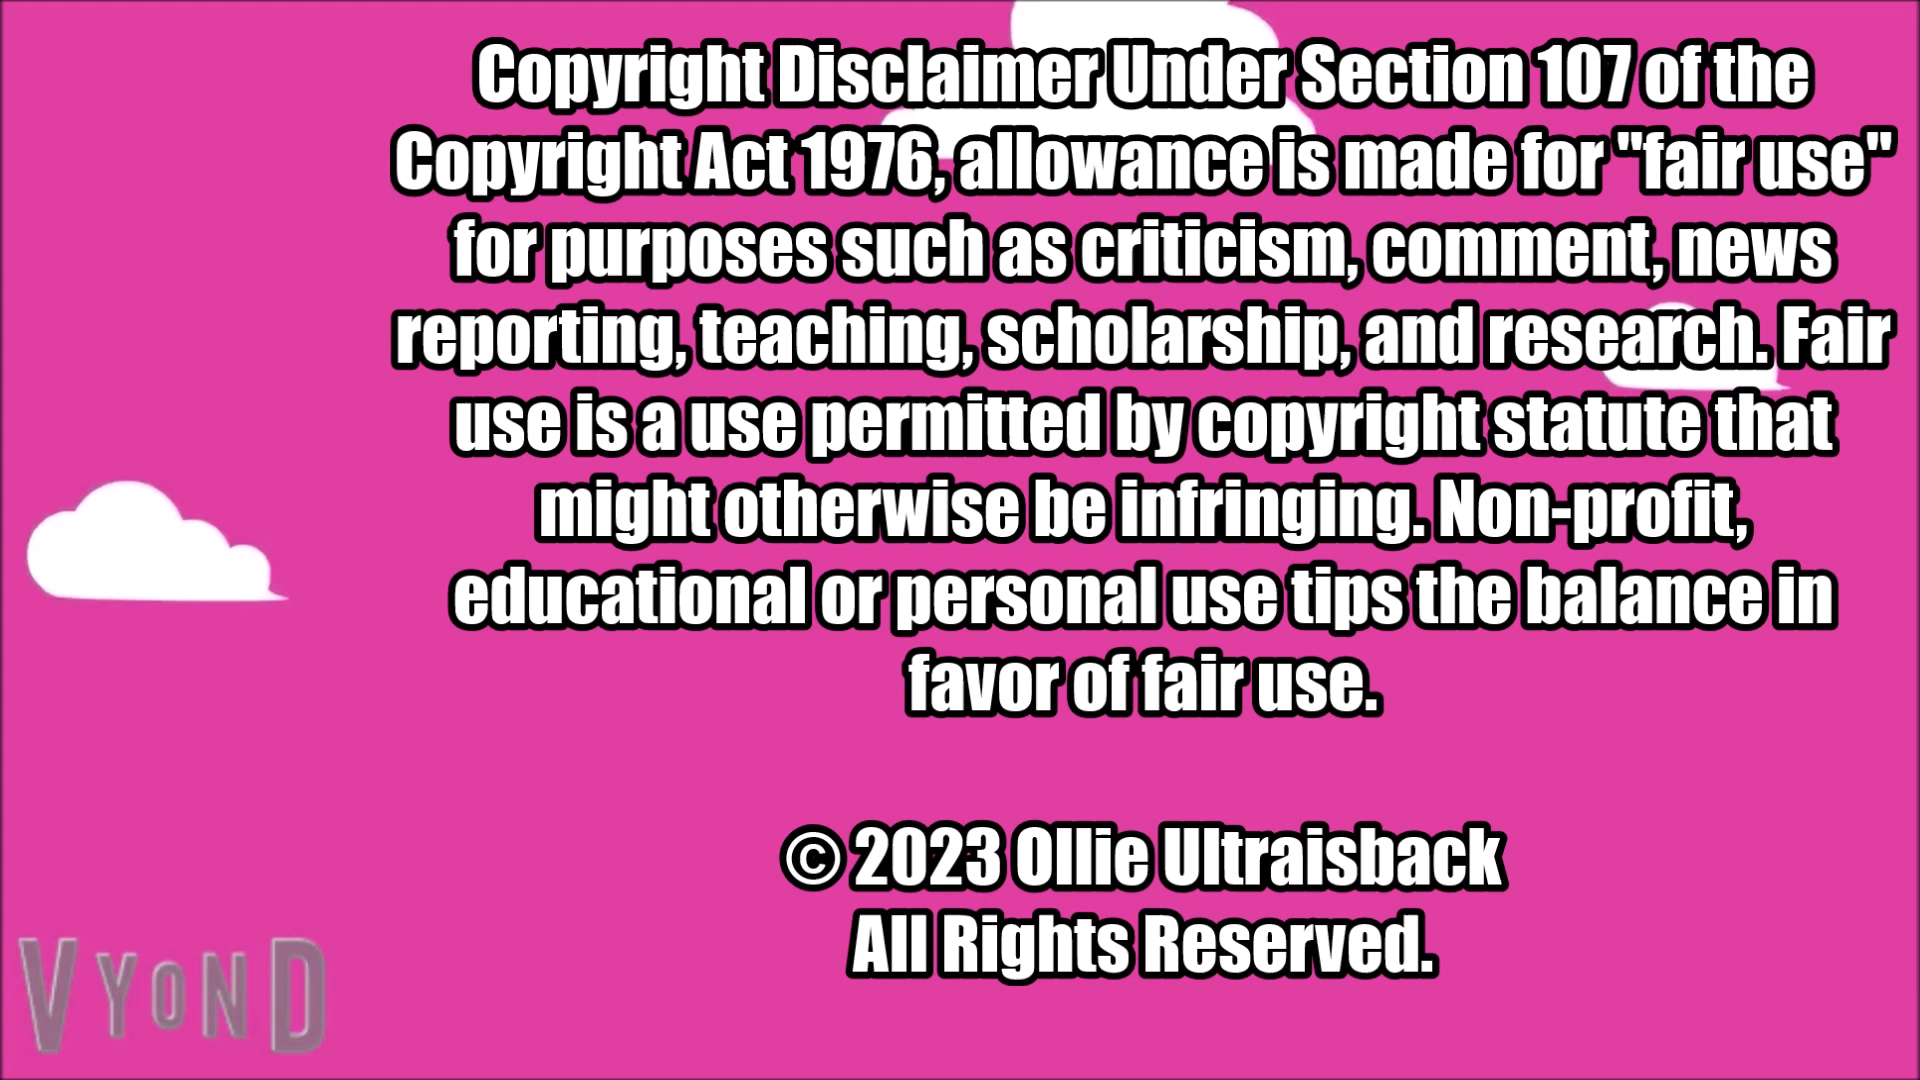 Copyright Disclaimer Under Section 107 of the
Copyright Act 1976, allowance is made for "fair use"
for purposes such as criticism, comment, news
reporting, teaching, scholarship, and research. Fair
use is a use permitted by copyright statute that
might otherwise be infringing. Non-profit,
educational or personal use tips the balance in
favor of fair use.
© 2023 Ollie Ultraisback
All Rights Reserved.
VYOND